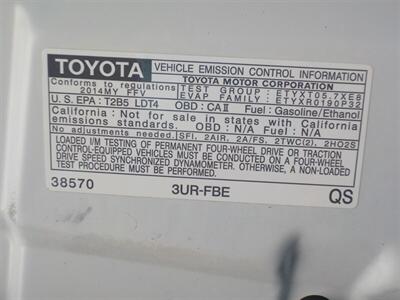 TOYOTA VEHICLE EMISSION CONTROL INFORMATION
TOYOTA MOTOR CORPORATION
Conforms to regulations
2014MY FFV
TEST GROUP : ETYXT05.7XE8
EVAP FAMILY : ETYXR0190P32
U.S. EPA : T2B5 LDT4 OBD : CA II Fuel : Gasoline/Ethanol
California : Not for sale in states with California
emissions standards. OBD : N/A Fuel : N/A
No adjustments needed. SFI, 2AIR, 2A/FS, 2TWC(2), 2HO2S
LOADED I/M TESTING OF PERMANENT FOUR-WHEEL DRIVE OR TRACTION
CONTROL-EQUIPPED VEHICLES MUST BE CONDUCTED ON A FOUR-WHEEL
DRIVE SPEED SYNCHRONIZED DYNAMOMETER. OTHERWISE, A NON-LOADED
TEST PROCEDURE MUST BE PERFORMED.
38570 3UR-FBE QS